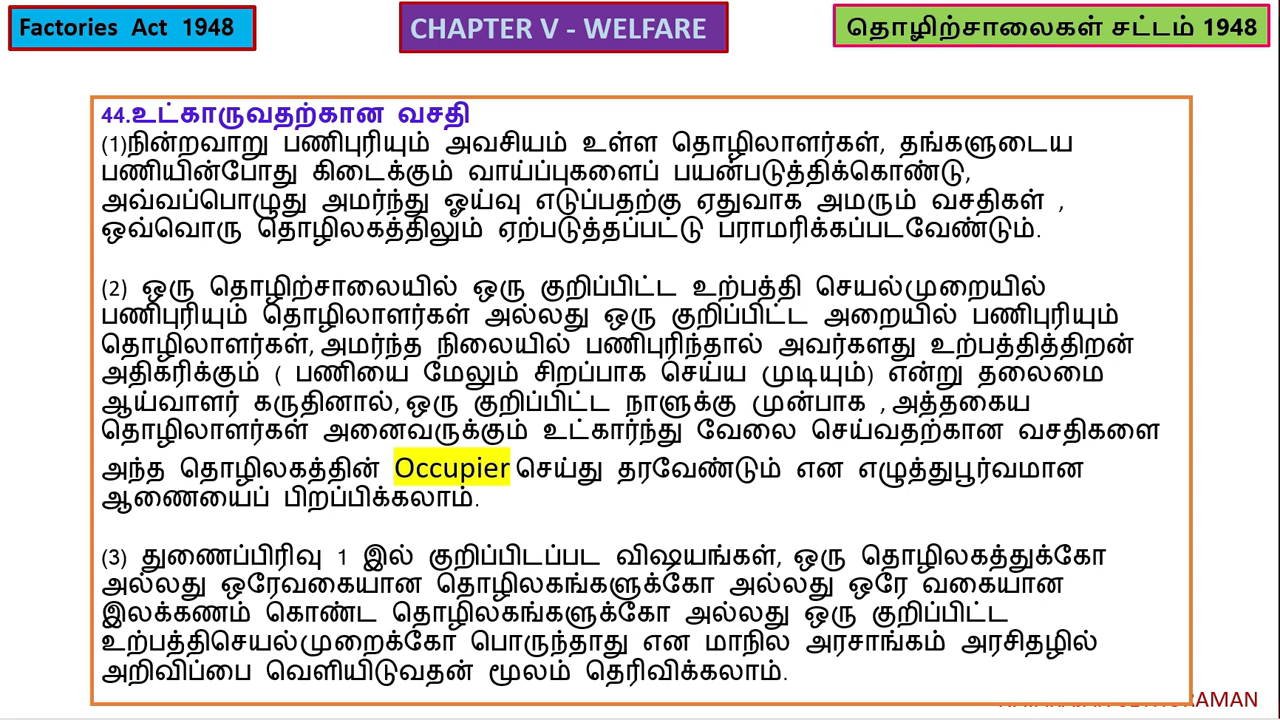 Factories Act 1948
CHAPTER V - WELFARE
தொழிற்சாலைகள் சட்டம் 1948
44.உட்காருவதற்கான வசதி
(1)நின்றவாறு பணிபுரியும் அவசியம் உள்ள தொழிலாளர்கள், தங்களுடைய
பணியின்போது கிடைக்கும் வாய்ப்புகளைப் பயன்படுத்திக்கொண்டு,
அவ்வப்பொழுது அமர்ந்து ஓய்வு எடுப்பதற்கு ஏதுவாக அமரும் வசதிகள் ,
ஒவ்வொரு தொழிலகத்திலும் ஏற்படுத்தப்பட்டு பராமரிக்கப்படவேண்டும்.
(2) ஒரு தொழிற்சாலையில் ஒரு குறிப்பிட்ட உற்பத்தி செயல்முறையில்
பணிபுரியும் தொழிலாளர்கள் அல்லது ஒரு குறிப்பிட்ட அறையில் பணிபுரியும்
தொழிலாளர்கள், அமர்ந்த நிலையில் பணிபுரிந்தால் அவர்களது உற்பத்தித்திறன்
அதிகரிக்கும் ( பணியை மேலும் சிறப்பாக செய்ய முடியும்) என்று தலைமை
ஆய்வாளர் கருதினால், ஒரு குறிப்பிட்ட நாளுக்கு முன்பாக , அத்தகைய
தொழிலாளர்கள் அனைவருக்கும் உட்கார்ந்து வேலை செய்வதற்கான வசதிகளை
அந்த தொழிலகத்தின் Occupier செய்து தரவேண்டும் என எழுத்துபூர்வமான
ஆணையைப் பிறப்பிக்கலாம்.
(3) துணைப்பிரிவு 1 இல் குறிப்பிடப்பட விஷயங்கள், ஒரு தொழிலகத்துக்கோ
அல்லது ஒரேவகையான தொழிலகங்களுக்கோ அல்லது ஒரே வகையான
இலக்கணம் கொண்ட தொழிலகங்களுக்கோ அல்லது ஒரு குறிப்பிட்ட
உற்பத்திசெயல்முறைக்கோ பொருந்தாது என மாநில அரசாங்கம் அரசிதழில்
அறிவிப்பை வெளியிடுவதன் மூலம் தெரிவிக்கலாம்.